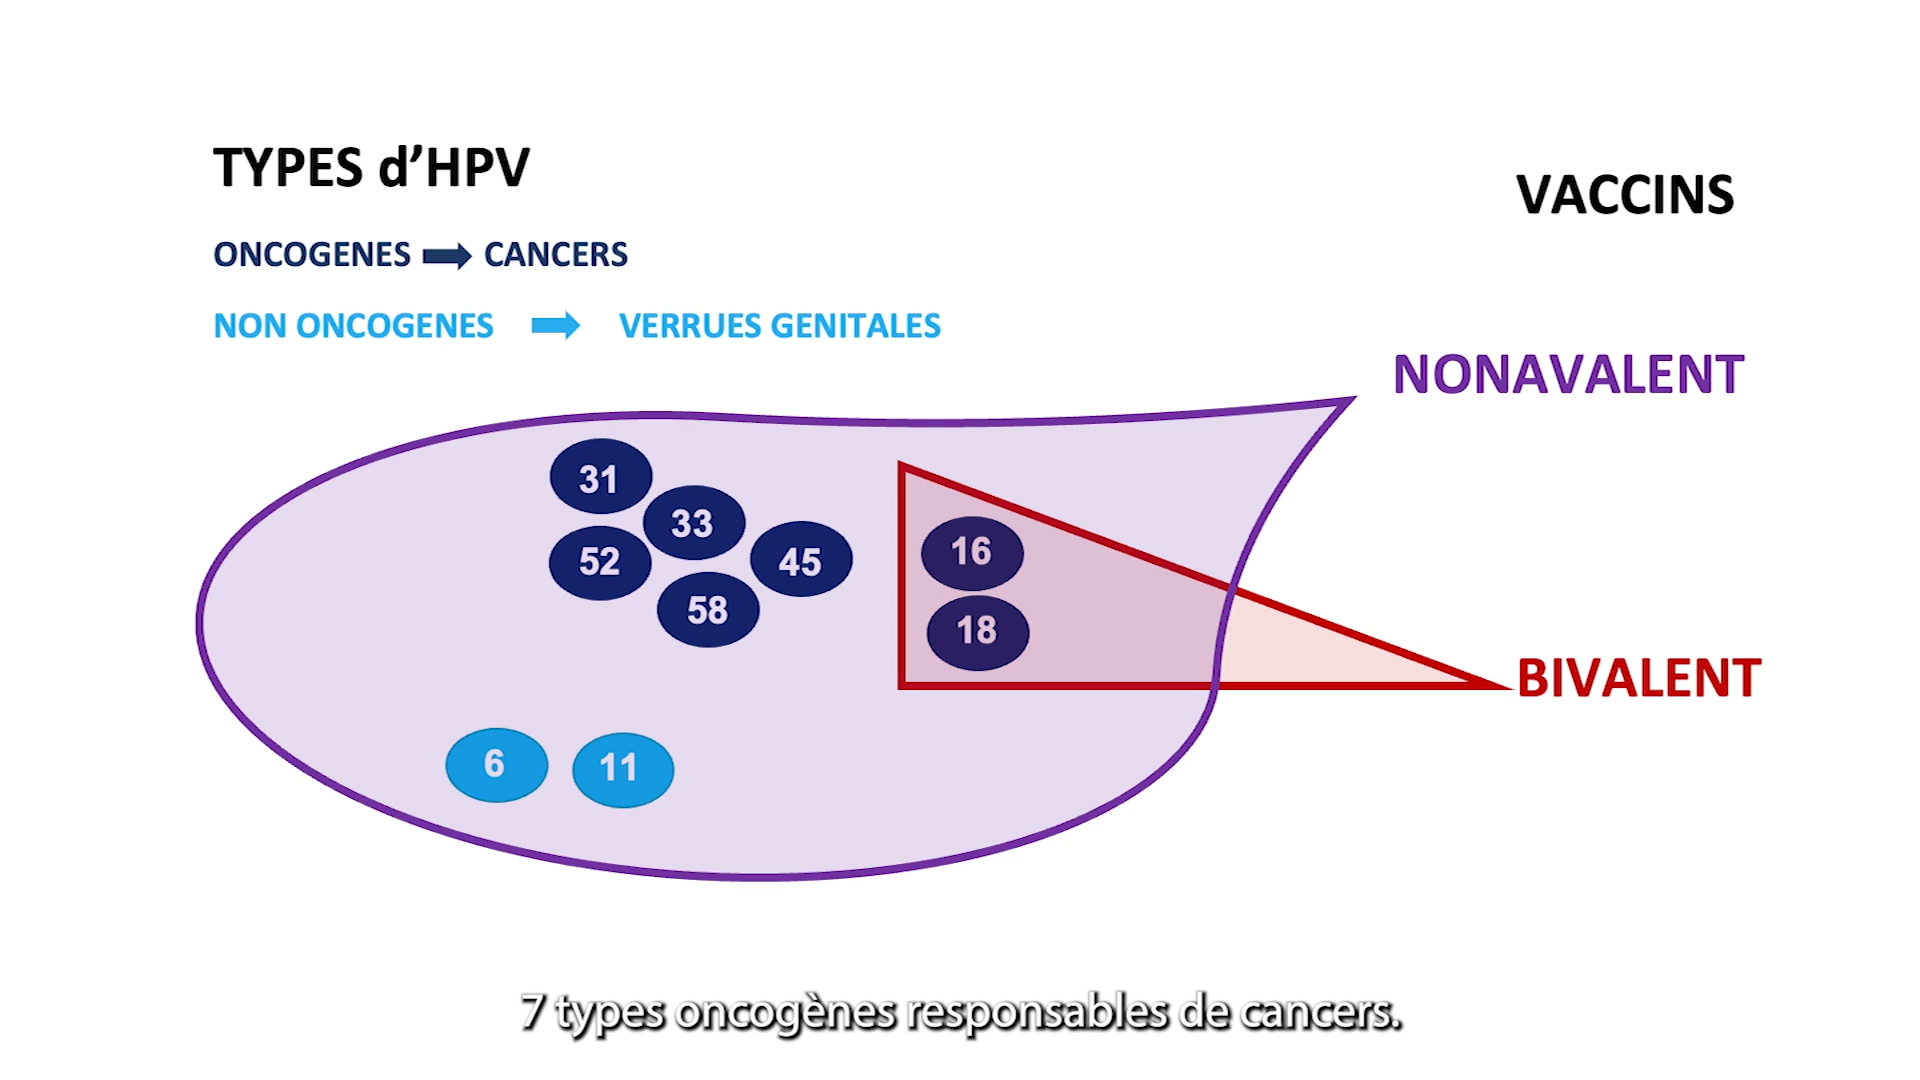 TYPES d’HPV
VACCINS
ONCOGENES CANCERS
NON ONCOGENES VERRUES GENITALES
NONAVALENT
31
33
52
45
58
16
18
BIVALENT
6
11
7 types oncogènes responsables de cancers.